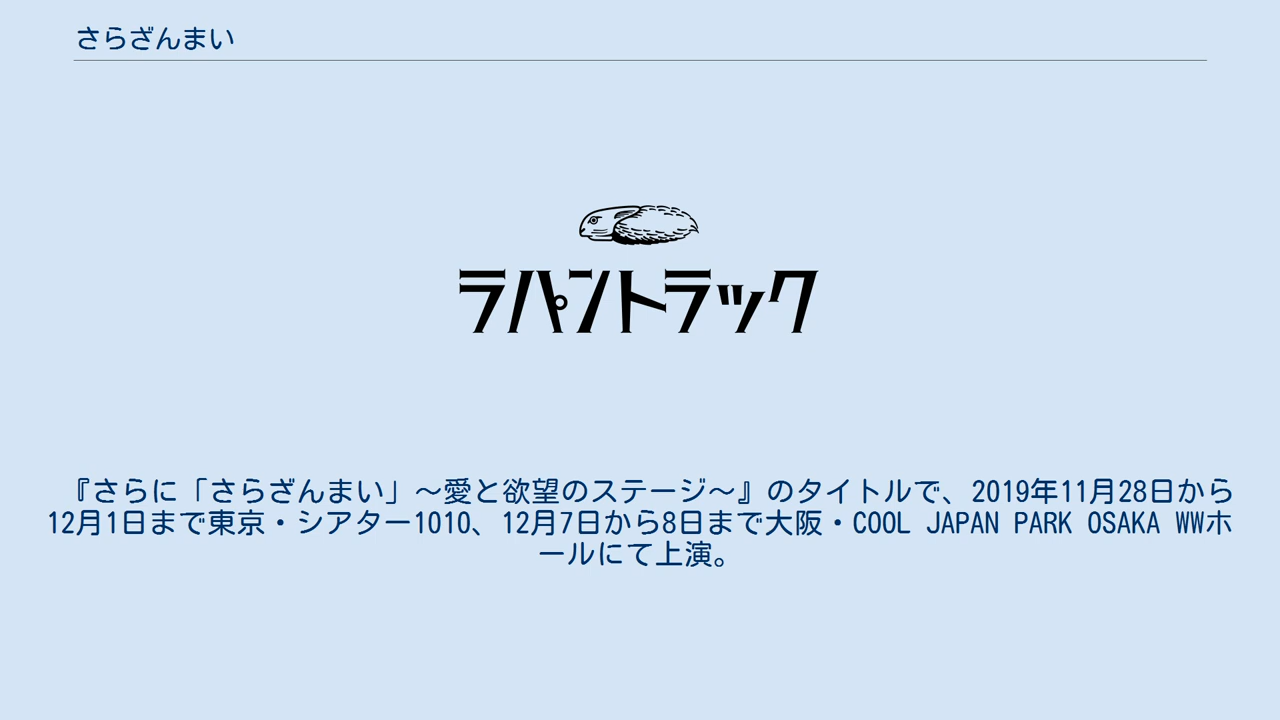 さらざんまい
ラパントラック
『さらに「さらざんまい」〜愛と欲望のステージ〜』のタイトルで、2019年11月28日から
12月1日まで東京・シアター1010、12月7日から8日まで大阪・COOL JAPAN PARK OSAKA WWホ
ールにて上演。